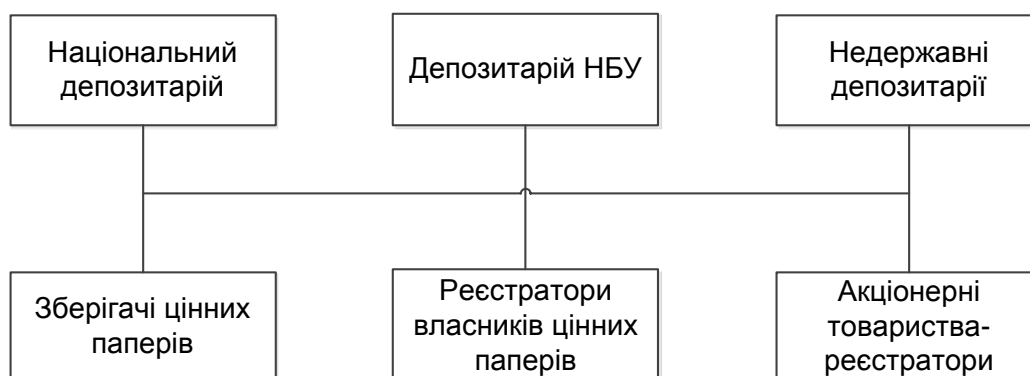 Національний
депозитарій
Депозитарій НБУ
Недержавні
депозитарії
Зберігачі цінних
паперів
Реєстратори
власників цінних
паперів
Акціонерні
товариства-
реєстратори